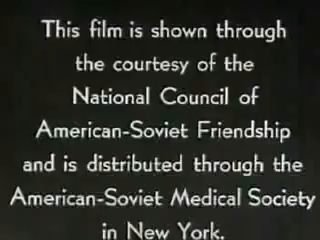 This film is shown through
the courtesy of the
National Council of
American-Soviet Friendship
and is distributed through the
American-Soviet Medical Society
in New York.